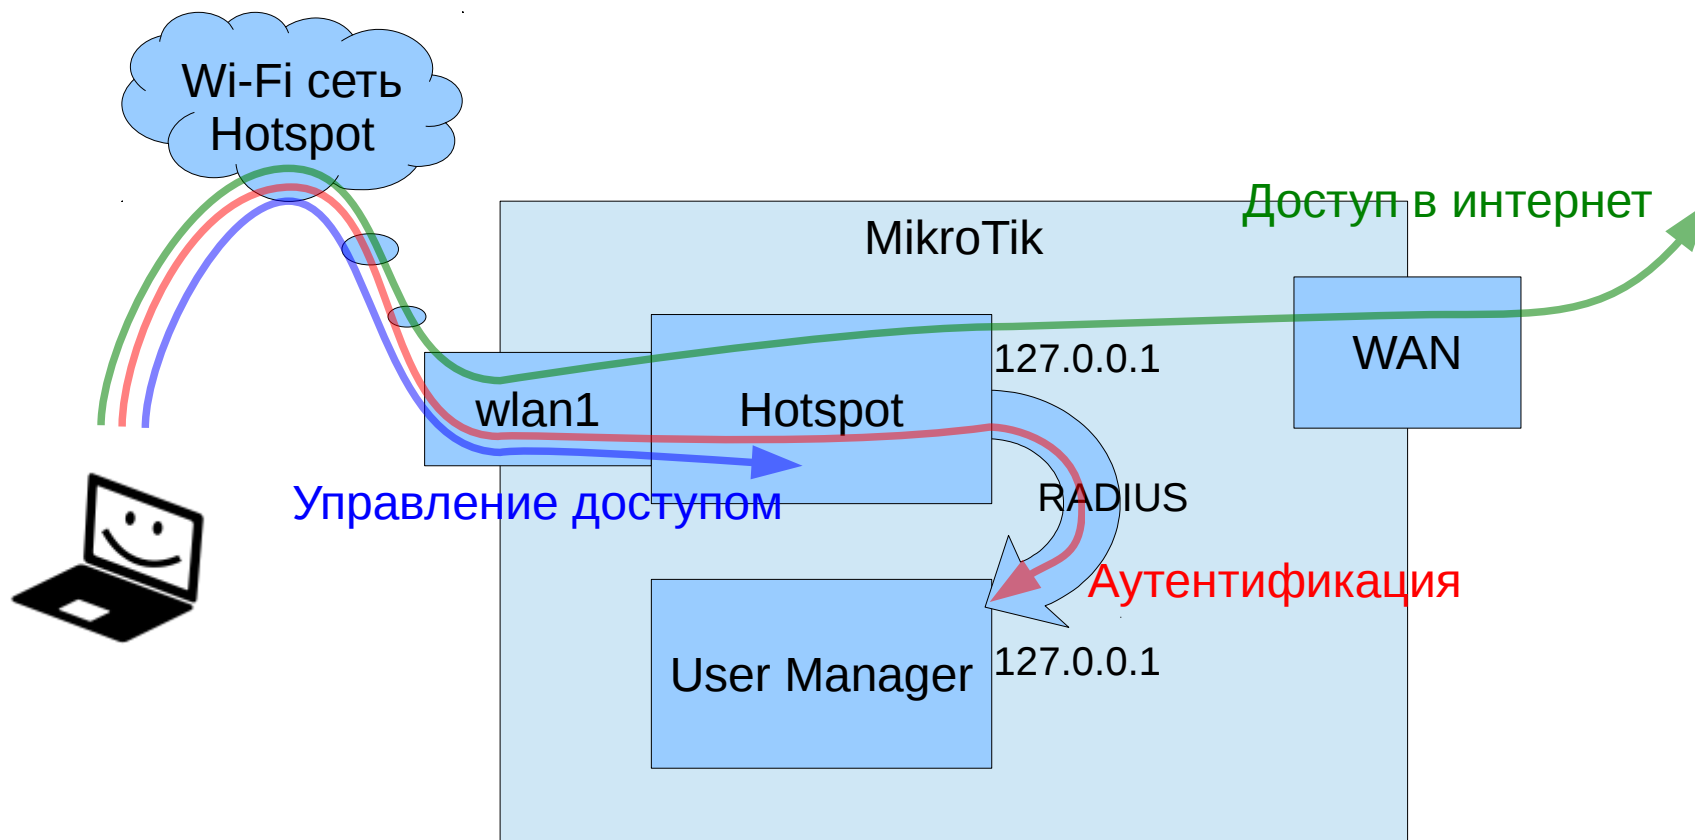 Wi-Fi сеть
Hotspot
Доступ в интернет
MikroTik
127.0.0.1
WAN
wlan1
Hotspot
Управление доступом
RADIUS
Аутентификация
User Manager
127.0.0.1